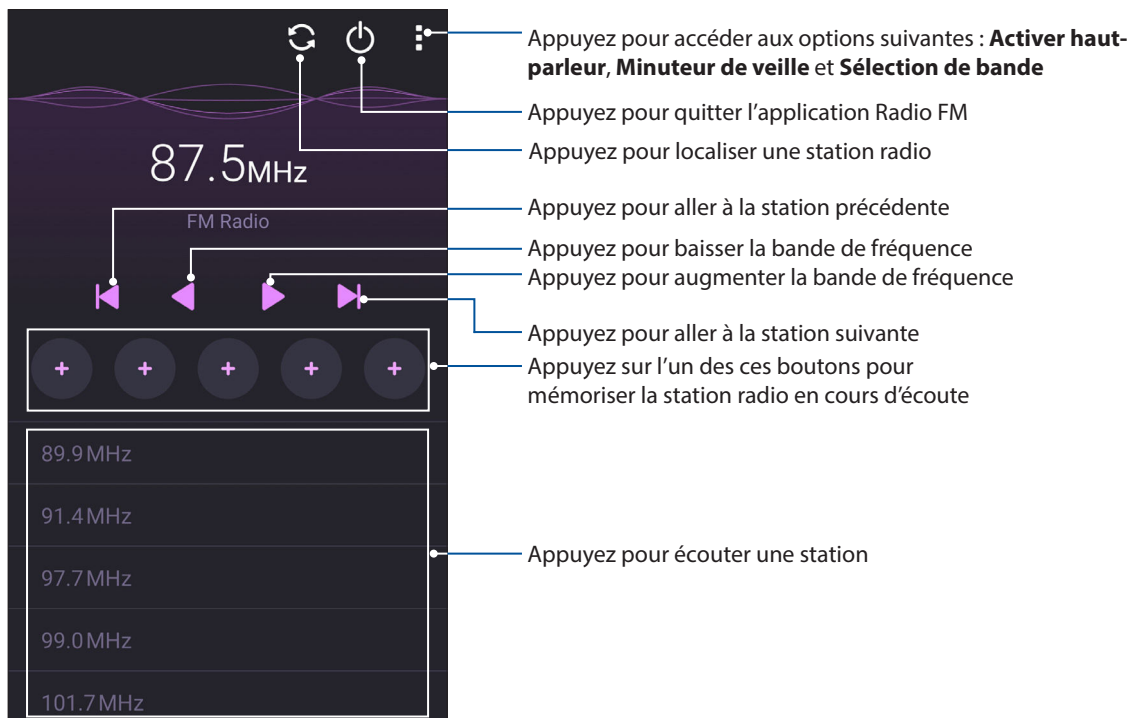 Appuyez pour accéder aux options suivantes : Activer haut-
parleur, Minuteur de veille et Sélection de bande
Appuyez pour quitter l'application Radio FM
Appuyez pour localiser une station radio
87.5MHz
FM Radio
Appuyez pour aller à la station précédente
Appuyez pour baisser la bande de fréquence
Appuyez pour augmenter la bande de fréquence
Appuyez pour aller à la station suivante
Appuyez sur l'un des ces boutons pour
mémoriser la station radio en cours d'écoute
+ + + + +
89.9MHz
91.4MHz
97.7MHz
99.0MHz
101.7MHz
Appuyez pour écouter une station